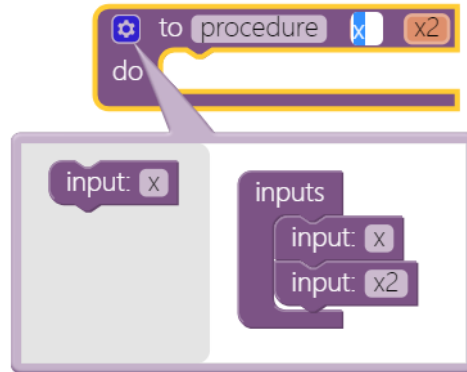 to procedure x x2
do
input: x
inputs
input: x
input: x2